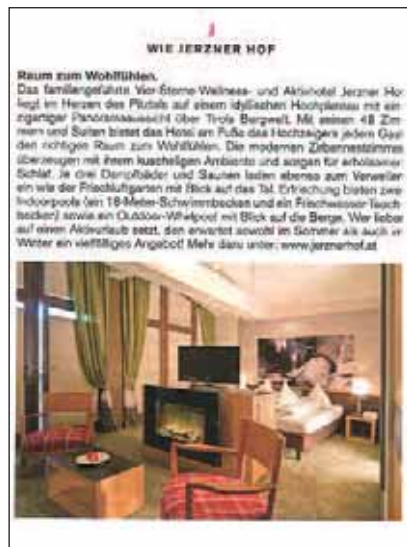 J
WIE JERZNER HOF
Raum zum Wohlfühlen.
Das familiengeführte Vier-Sterne-Wellness- und Aktivhotel Jerzner Ho
liegt im Herzen des Pitztals auf einem idyllischen Hochplateau mit ein
zigartiger Panoramaaussicht über Tirols Bergwelt. Mit seinen 48 Zim
mern und Suiten bietet das Hotel am Fuße des Hochzeigers jedem Gast
den richtigen Raum zum Wohlfühlen. Die modernen Zirbennestzimme
überzeugen mit ihrem kuscheligen Ambiente und sorgen für erholsamer
Schlaf. Je drei Dampfbäder und Saunen laden ebenso zum Verweiler
ein wie der Frischluftgarten mit Blick auf das Tal. Erfrischung bieten zwe
Indoorpools (ein 18-Meter-Schwimmbecken und ein Frischwasser-Tauch
becken) sowie ein Outdoor-Whirlpool mit Blick auf die Berge. Wer lieber
auf einen Aktivurlaub setzt, den erwartet sowohl im Sommer als auch im
Winter ein vielfältiges Angebot! Mehr dazu unter: www.jerznerhof.at